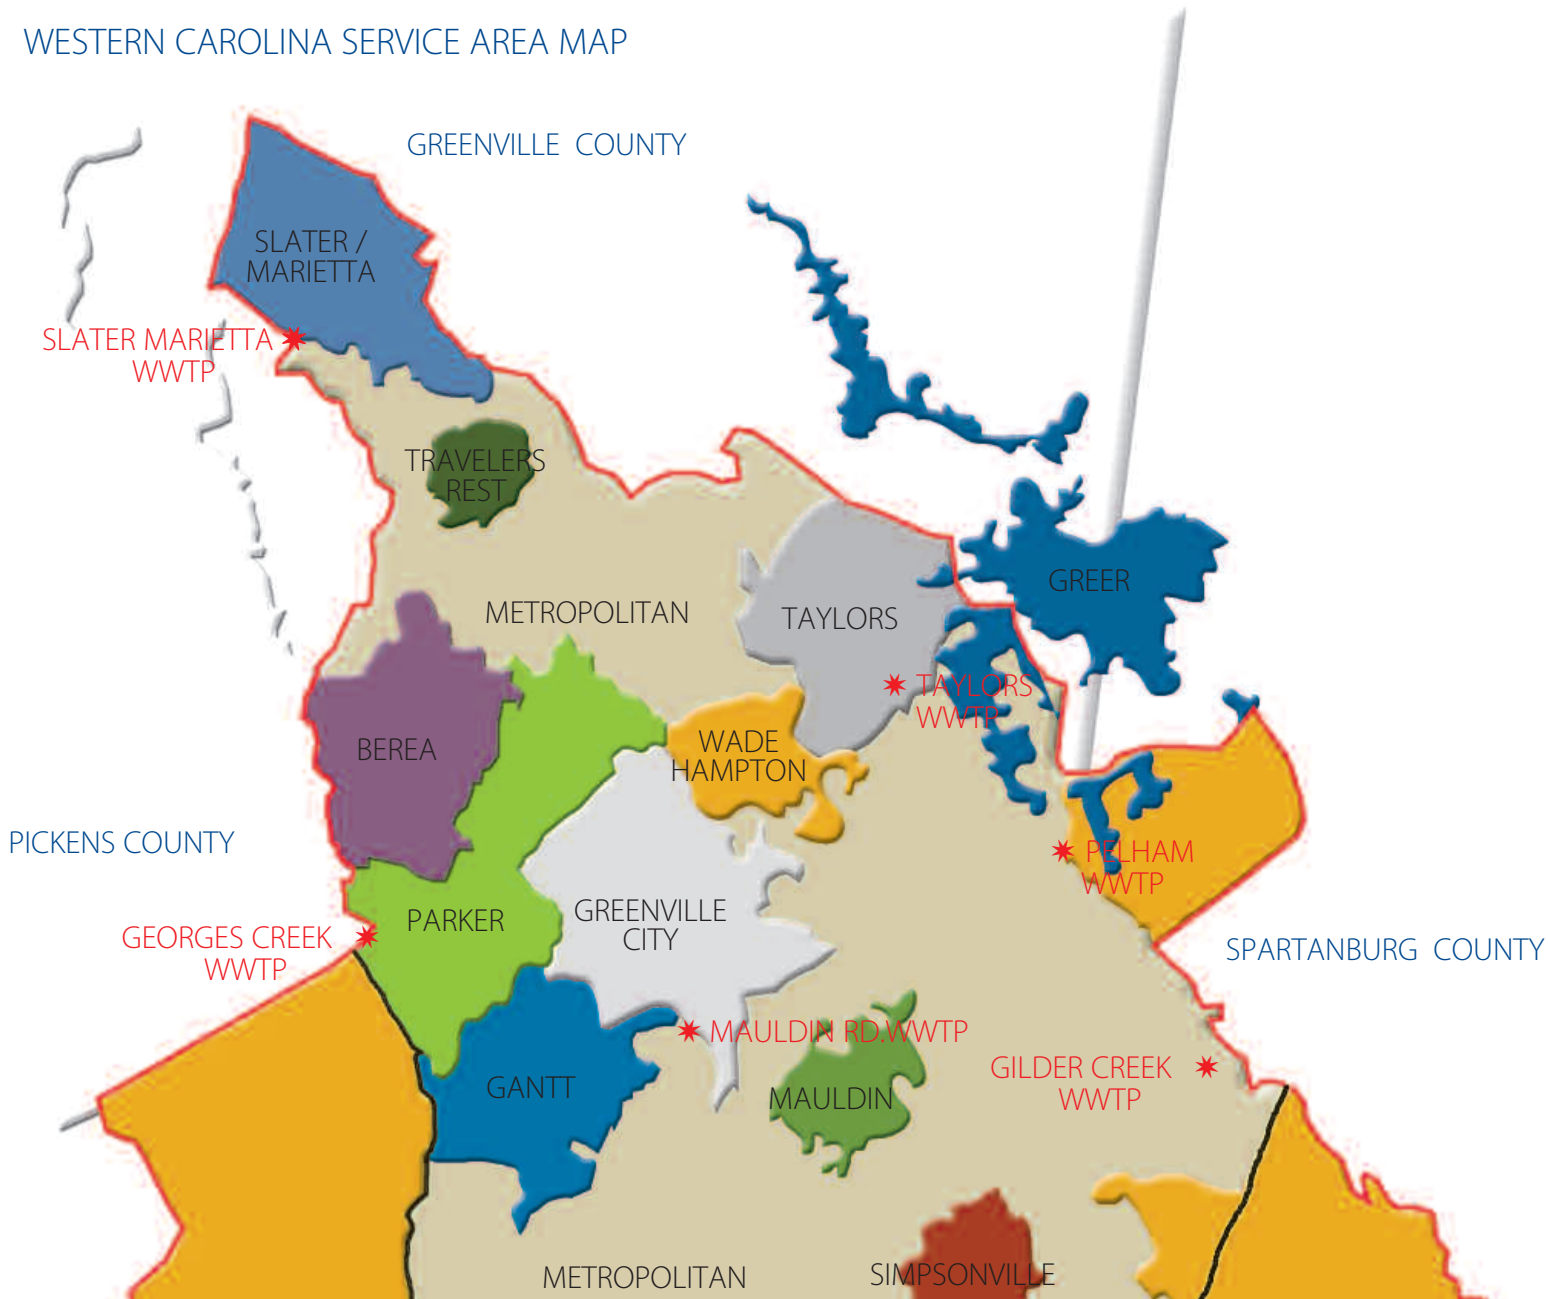 WESTERN CAROLINA SERVICE AREA MAP
GREENVILLE COUNTY
SLATER /
MARIETTA
SLATER MARIETTA
WWTP
TRAVELERS
REST
METROPOLITAN
TAYLORS
GREER
TAYLORS
WWTP
BEREA
WADE
HAMPTON
PICKENS COUNTY
PELHAM
WWTP
PARKER
GREENVILLE
CITY
GEORGES CREEK
WWTP
SPARTANBURG COUNTY
MAULDIN RD.WWTP
GANTT
MAULDIN
GILDER CREEK
WWTP
METROPOLITAN
SIMPSONVILLE